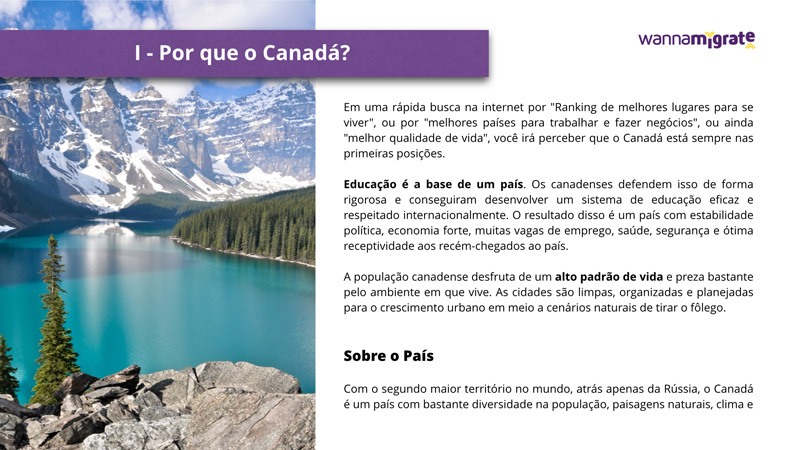 I - Por que o Canadá?
wannamigrate
Em uma rápida busca na internet por "Ranking de melhores lugares para se
viver", ou por "melhores países para trabalhar e fazer negócios", ou ainda
"melhor qualidade de vida", você irá perceber que o Canadá está sempre nas
primeiras posições.
Educação é a base de um país. Os canadenses defendem isso de forma
rigorosa e conseguiram desenvolver um sistema de educação eficaz e
respeitado internacionalmente. O resultado disso é um país com estabilidade
política, economia forte, muitas vagas de emprego, saúde, segurança e ótima
receptividade aos recém-chegados ao país.
A população canadense desfruta de um alto padrão de vida e preza bastante
pelo ambiente em que vive. As cidades são limpas, organizadas e planejadas
para o crescimento urbano em meio a cenários naturais de tirar o fôlego.
Sobre o País
Com o segundo maior território no mundo, atrás apenas da Rússia, o Canadá
é um país com bastante diversidade na população, paisagens naturais, clima e